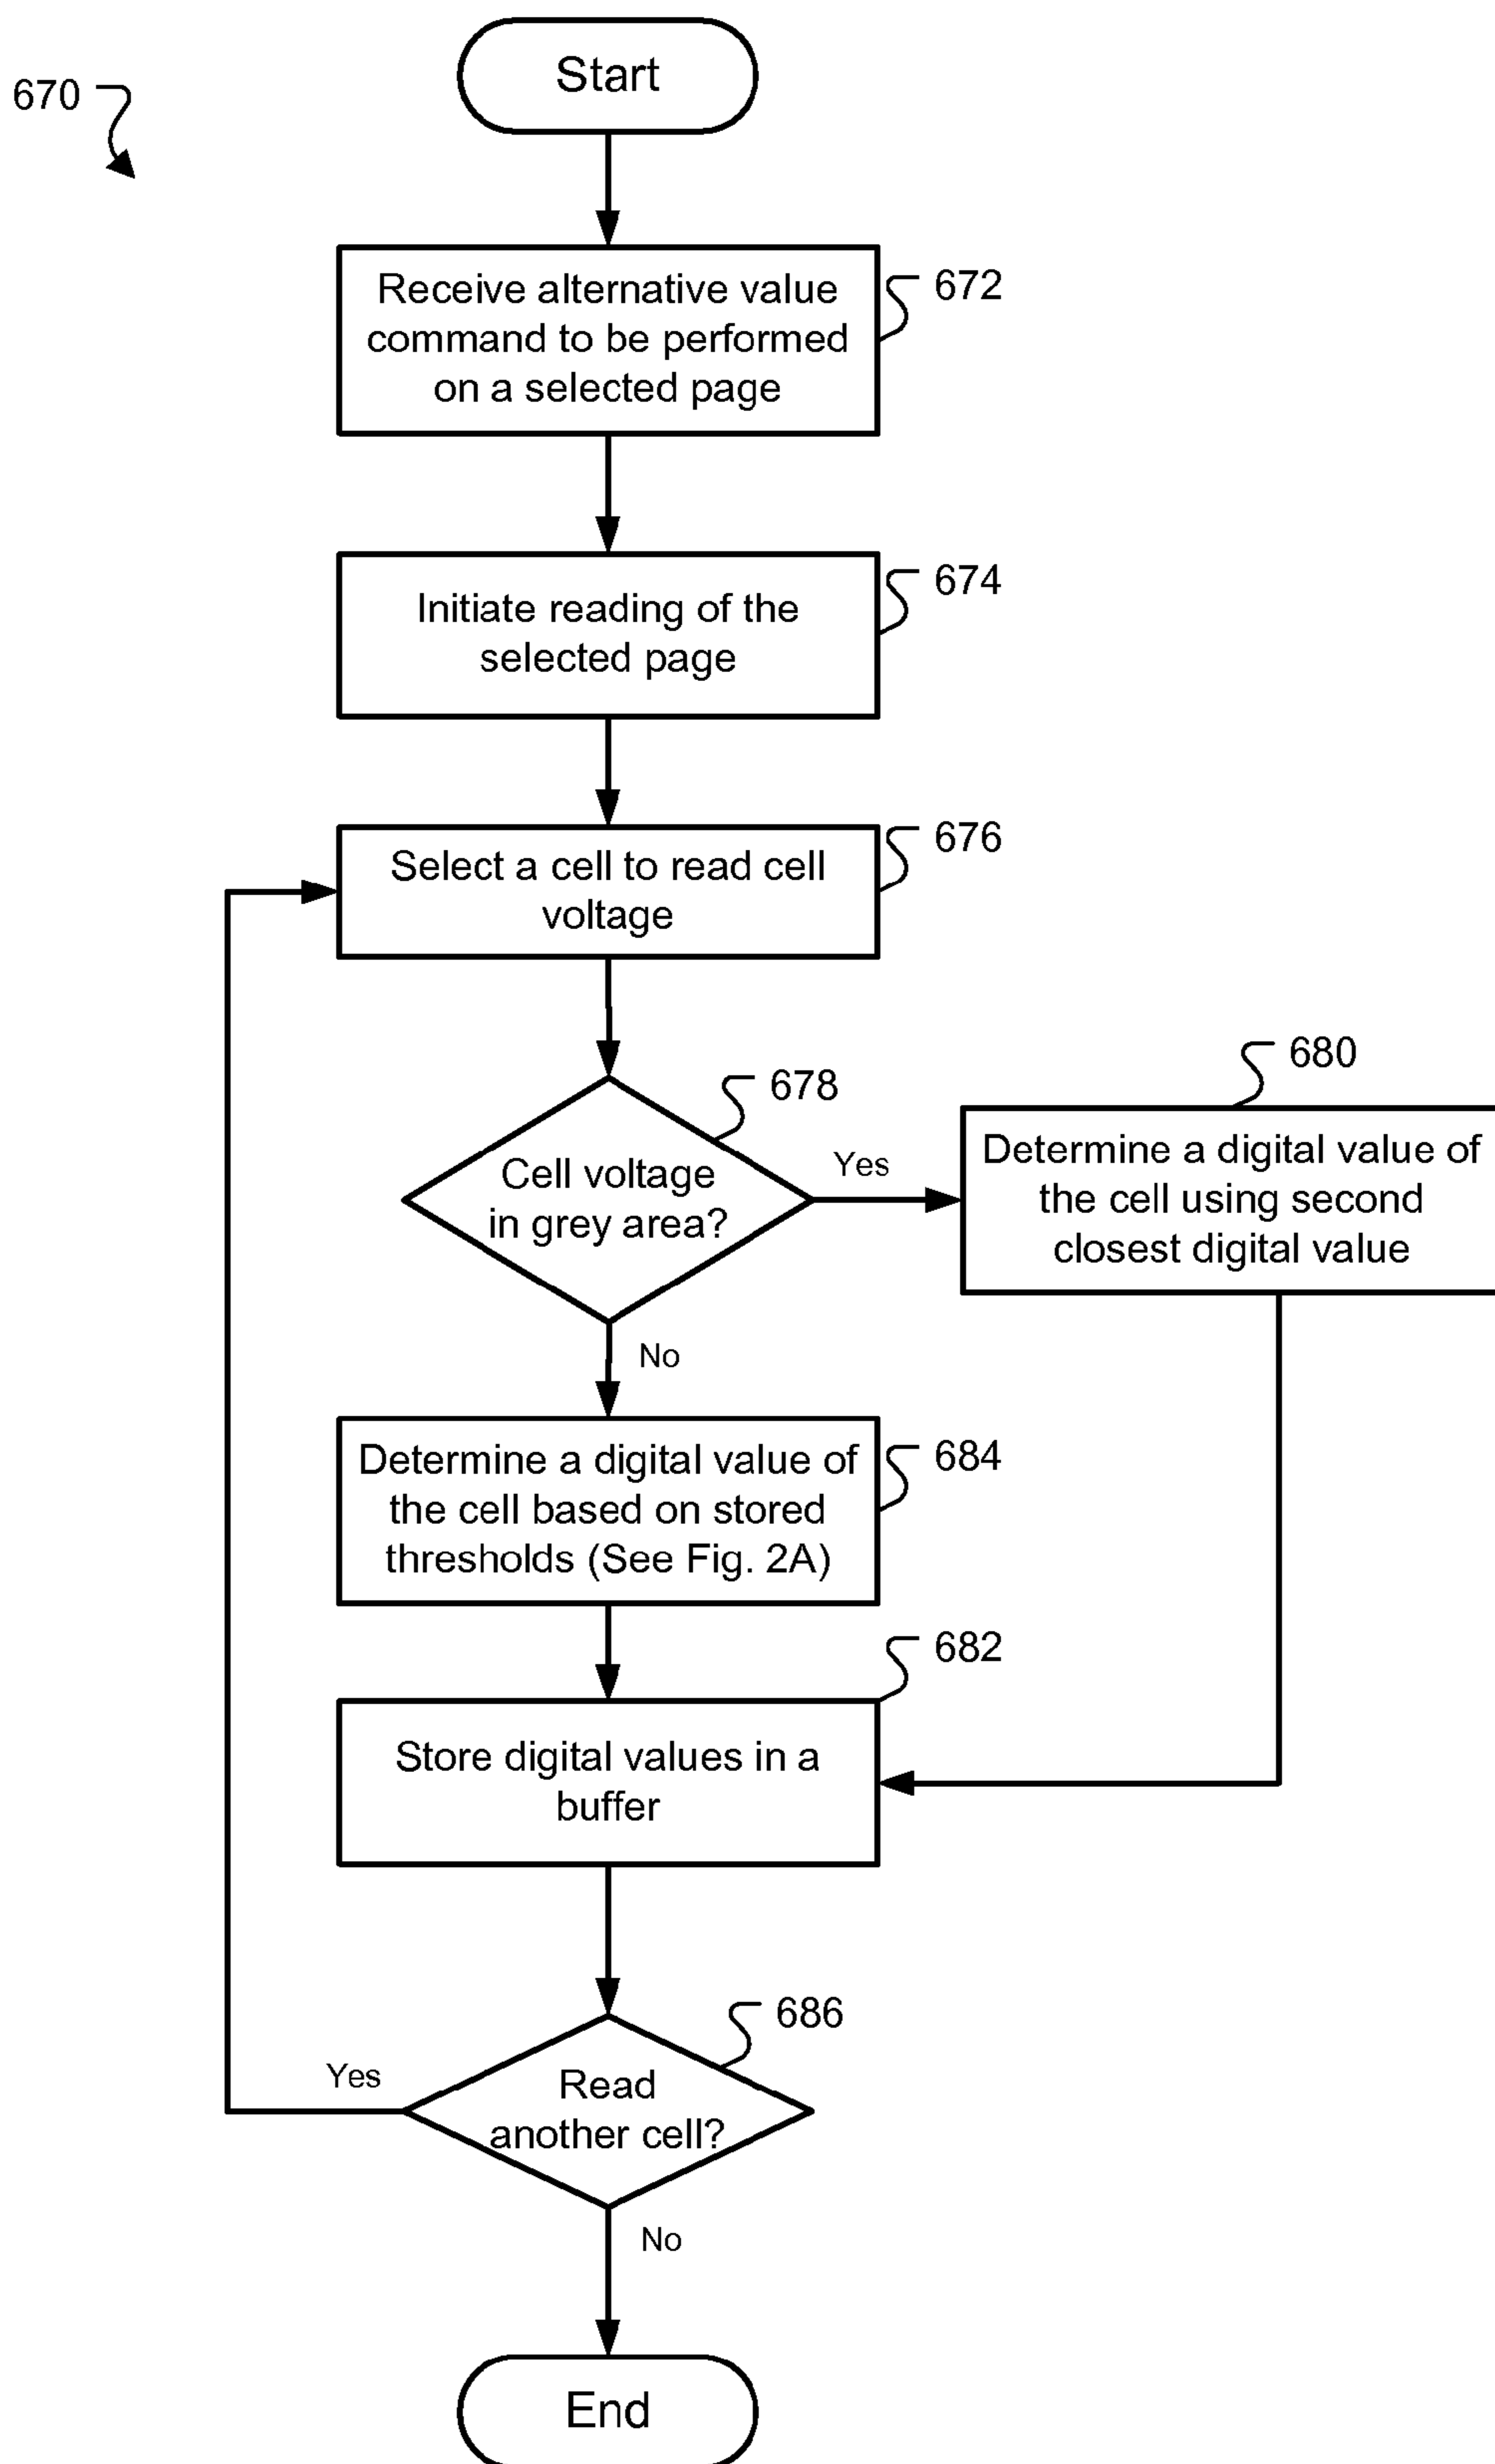 Start
670
Receive alternative value
command to be performed
on a selected page
672
Initiate reading of the
selected page
674
Select a cell to read cell
voltage
676
Cell voltage
in grey area?
678
Yes
Determine a digital value of
the cell using second
closest digital value
680
No
Determine a digital value of
the cell based on stored
thresholds (See Fig. 2A)
684
Store digital values in a
buffer
682
Read
another cell?
686
Yes
No
End